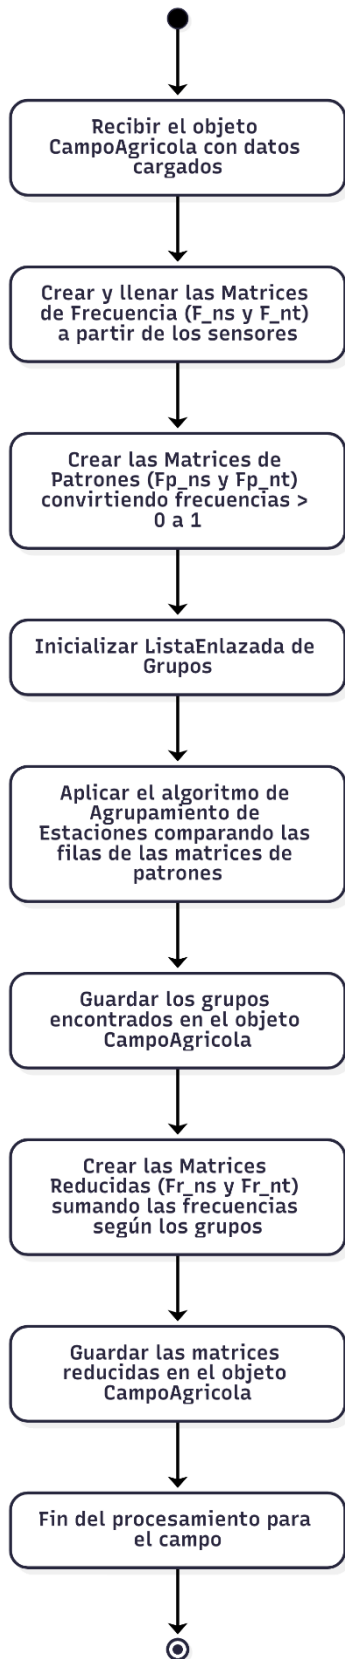 Recibir el objeto
CampoAgricola con datos
cargados
Crear y llenar las Matrices
de Frecuencia (F_ns y F_nt)
a partir de los sensores
Crear las Matrices de
Patrones (Fp_ns y Fp_nt)
convirtiendo frecuencias >
0 a 1
Inicializar ListaEnlazada de
Grupos
Aplicar el algoritmo de
Agrupamiento de
Estaciones comparando las
filas de las matrices de
patrones
Guardar los grupos
encontrados en el objeto
CampoAgricola
Crear las Matrices
Reducidas (Fr_ns y Fr_nt)
sumando las frecuencias
según los grupos
Guardar las matrices
reducidas en el objeto
CampoAgricola
Fin del procesamiento para
el campo